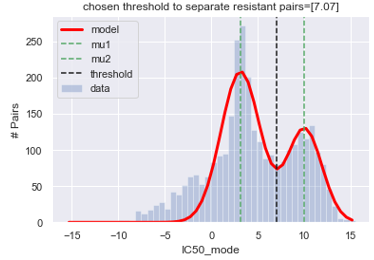 chosen threshold to separate resistant pairs=[7.07]
model
mu1
mu2
threshold
data
# Pairs
250
200
150
100
50
0
−15 −10 −5 0 5 10 15
IC50_mode